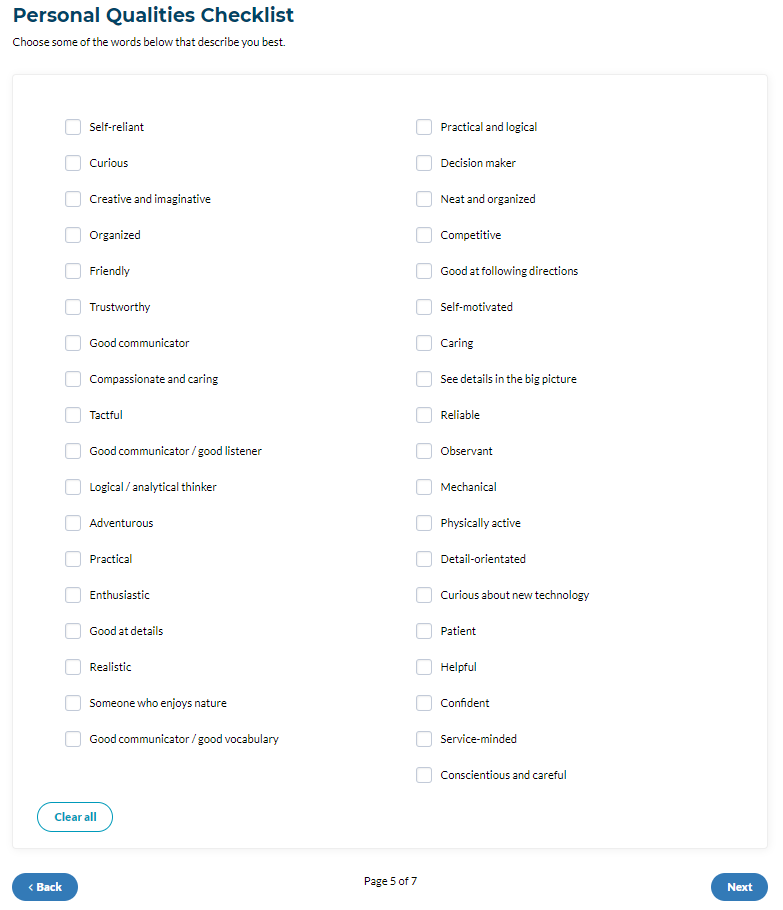 Personal Qualities Checklist
Choose some of the words below that describe you best.
Self-reliant
Curious
Creative and imaginative
Organized
Friendly
Trustworthy
Good communicator
Compassionate and caring
Tactful
Good communicator / good listener
Logical / analytical thinker
Adventurous
Practical
Enthusiastic
Good at details
Realistic
Someone who enjoys nature
Good communicator / good vocabulary
Practical and logical
Decision maker
Neat and organized
Competitive
Good at following directions
Self-motivated
Caring
See details in the big picture
Reliable
Observant
Mechanical
Physically active
Detail-orientated
Curious about new technology
Patient
Helpful
Confident
Service-minded
Conscientious and careful
Clear all
‹ Back
Page 5 of 7
Next